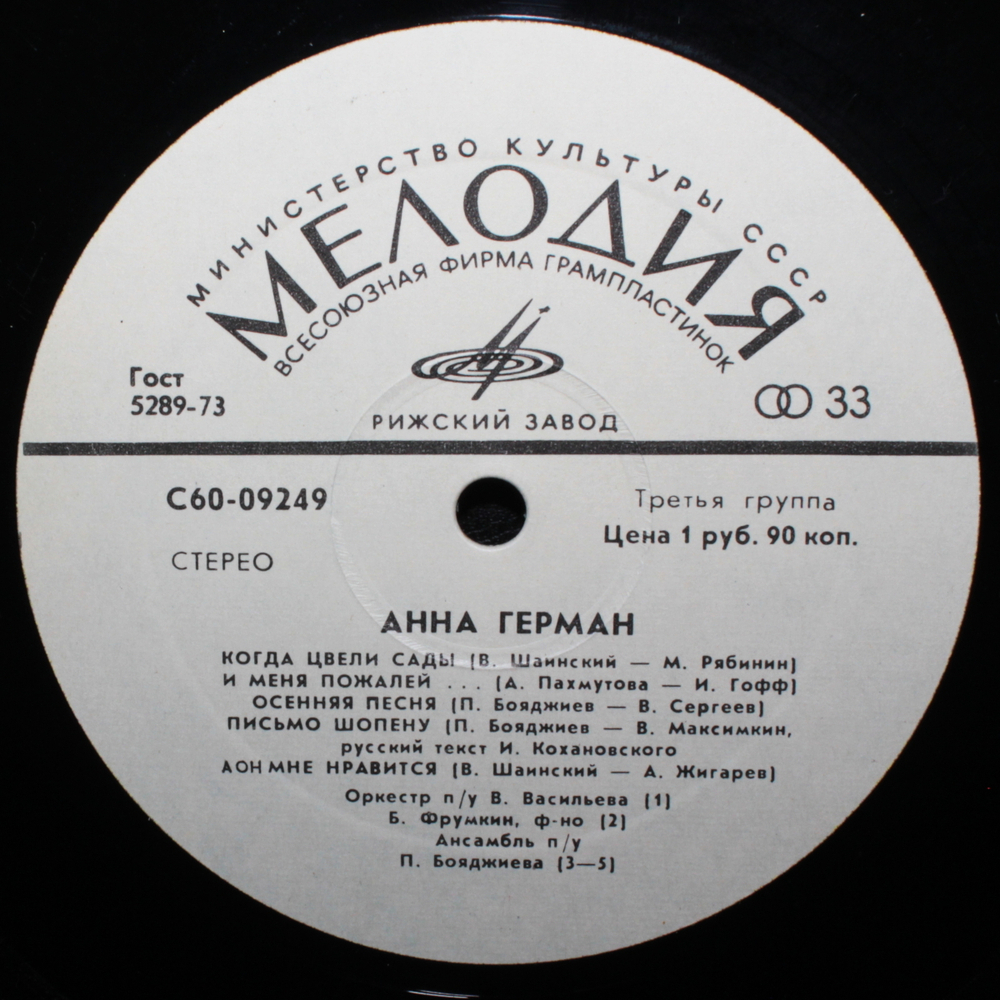 МИНИСТЕРСТВО КУЛЬТУРЫ СССР
МЕЛОДИЯ
ВСЕСОЮЗНАЯ ФИРМА ГРАМПЛАСТИНОК
РИЖСКИЙ ЗАВОД
Гост
5289-73
33
С60-09249
СТЕРЕО
Третья группа
Цена 1 руб. 90 коп.
АННА ГЕРМАН
КОГДА ЦВЕЛИ САДЫ (В. Шаинский — М. Рябинин)
И МЕНЯ ПОЖАЛЕЙ . . . (А. Пахмутова — И. Гофф)
ОСЕННЯЯ ПЕСНЯ (П. Бояджиев — В. Сергеев)
ПИСЬМО ШОПЕНУ (П. Бояджиев — В. Максимкин,
русский текст И. Кохановского
А ОН МНЕ НРАВИТСЯ (В. Шаинский — А. Жигарев)
Оркестр п/у В. Васильева (1)
Б. Фрумкин, ф-но (2)
Ансамбль п/у
П. Бояджиева (3—5)